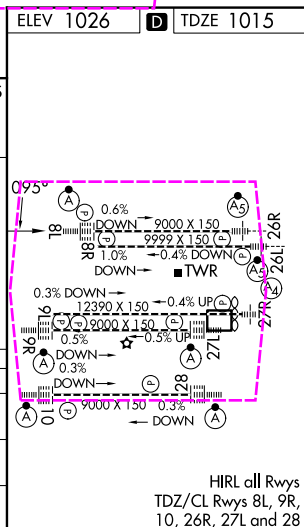 ELEV 1026 D TDZE 1015
095°
A P 0.6% A5
DOWN 9000 X 150
8L 8R P 9999 X 150 P 26R
1.0% 0.4% DOWN 26L
DOWN TWR A5
0.3% DOWN A4
12390 X 150 0.4% UP 27R
9L P 9000 X 150 P
9R 0.5% 0.5% UP 27L
A DOWN A
0.3%
DOWN P 28
10 P 9000 X 150 0.3%
A DOWN A
HIRL all Rwys
TDZ/CL Rwys 8L, 9R,
10, 26R, 27L and 28